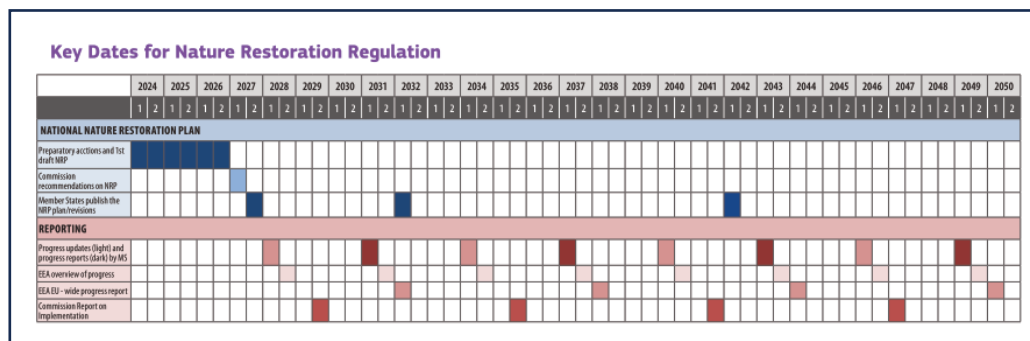 Key Dates for Nature Restoration Regulation
2024 2025 2026 2027 2028 2029 2030 2031 2032 2033 2034 2035 2036 2037 2038 2039 2040 2041 2042 2043 2044 2045 2046 2047 2048 2049 2050
1 2 1 2 1 2 1 2 1 2 1 2 1 2 1 2 1 2 1 2 1 2 1 2 1 2 1 2 1 2 1 2 1 2 1 2 1 2 1 2 1 2 1 2 1 2 1 2 1 2 1 2 1 2
NATIONAL NATURE RESTORATION PLAN
Preparatory acctions and 1st
draft NRP
Commission
recommendations on NRP
Member States publish the
NRP plan/revisions
REPORTING
Progress updates (light) and
progress reports (dark) by MS
EEA overview of progress
EEA EU - wide progress report
Commission Report on
Implementation